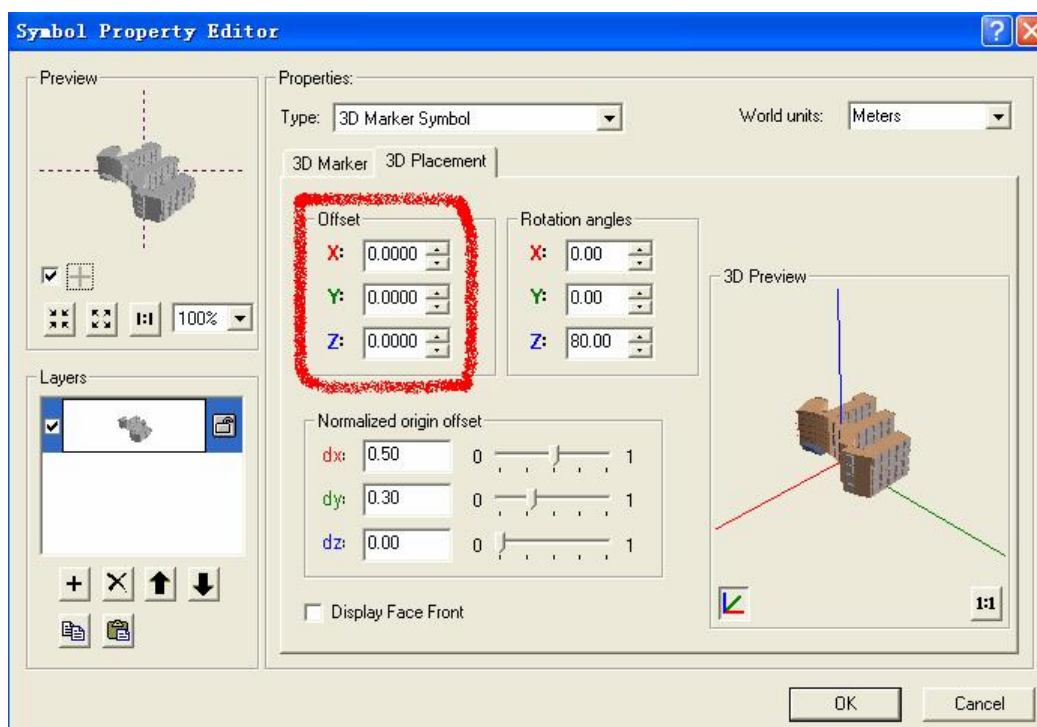 Symbol Property Editor
Preview
100%
Layers
Properties:
Type: 3D Marker Symbol
World units: Meters
3D Marker
3D Placement
Offset
X: 0.0000
Y: 0.0000
Z: 0.0000
Rotation angles
X: 0.00
Y: 0.00
Z: 80.00
Normalized origin offset
dx: 0.50 0 1
dy: 0.30 0 1
dz: 0.00 0 1
Display Face Front
3D Preview
1:1
OK
Cancel